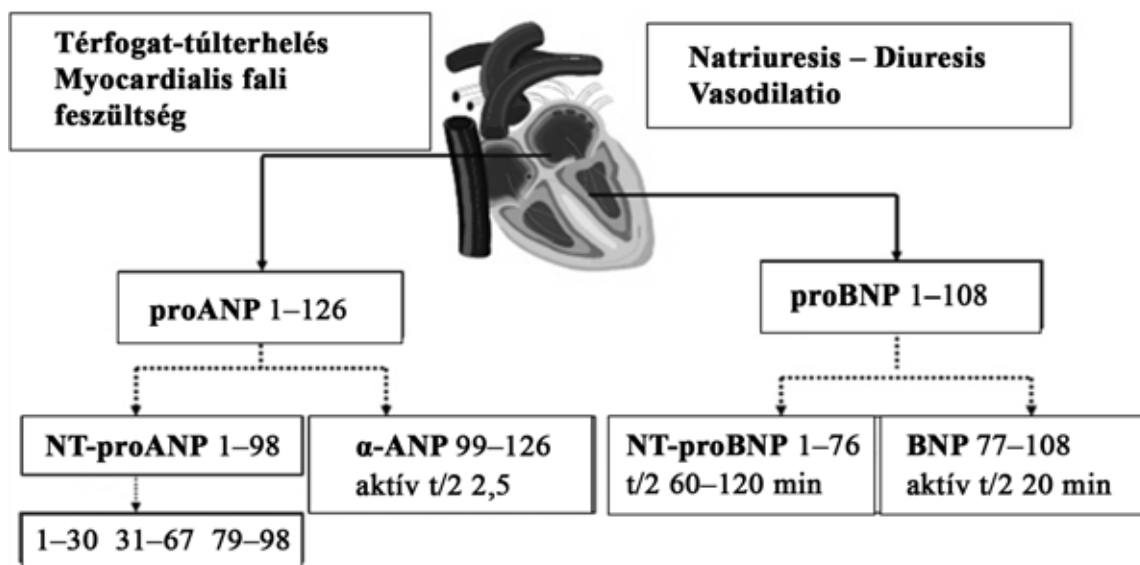 Térfogat-túlterhelés
Myocardialis fali
feszültség
Natriuresis – Diuresis
Vasodilatio
proANP 1–126
proBNP 1–108
NT-proANP 1–98
α-ANP 99–126
aktív t/2 2,5
NT-proBNP 1–76
t/2 60–120 min
BNP 77–108
aktív t/2 20 min
1–30 31–67 79–98